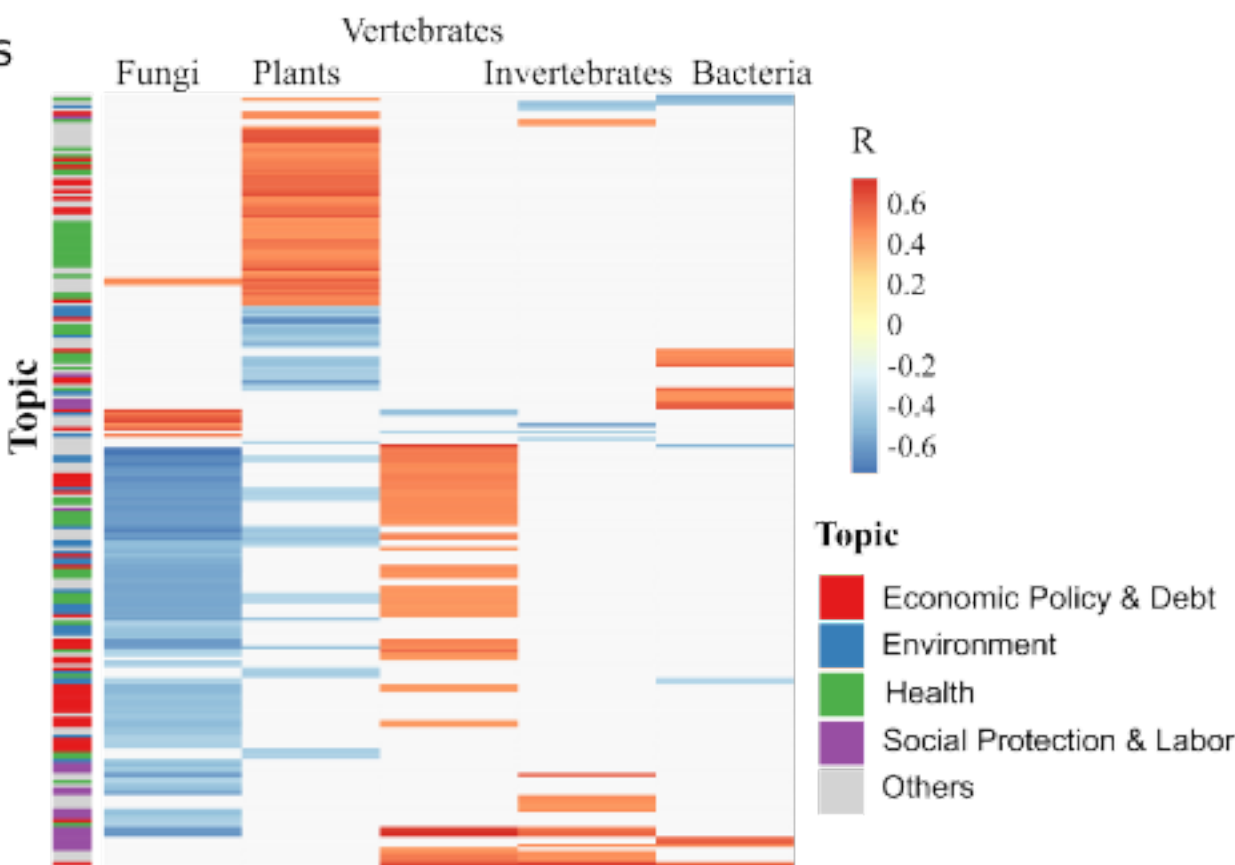 s
Vertebrates
Fungi Plants Invertebrates Bacteria
R
0.6
0.4
0.2
0
-0.2
-0.4
-0.6
Topic
Topic
Economic Policy & Debt
Environment
Health
Social Protection & Labor
Others